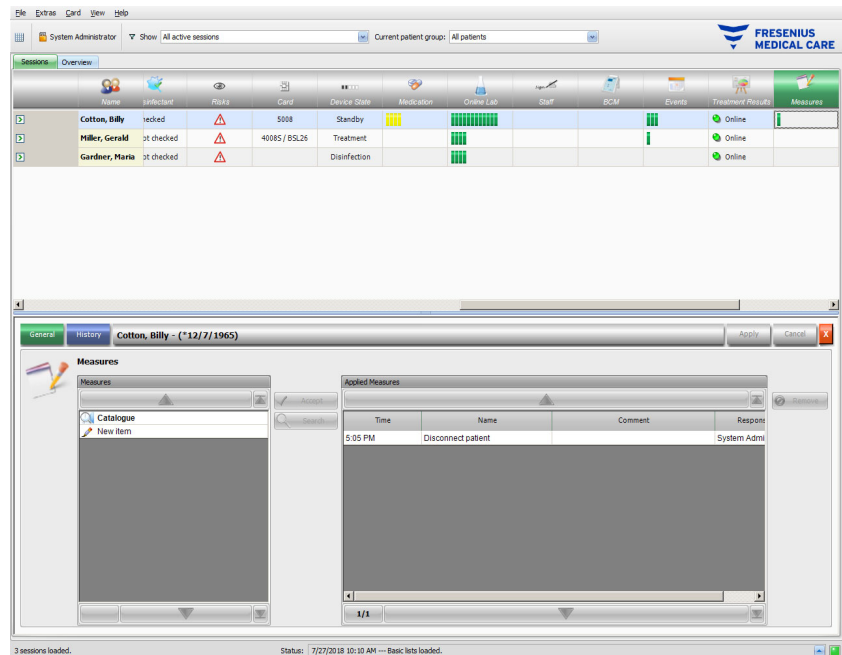 File Extras Card View Help
System Administrator Show All active sessions Current patient group: All patients
FRESENIUS
MEDICAL CARE
Sessions Overview
Name sinfectant Risks Card Device State Medication Online Lab Staff BCM Events Treatment Results Measures
Cotton, Billy ecked 5008 Standby Online
Miller, Gerald ot checked 4008S / BSL26 Treatment Online
Gardner, Maria ot checked Disinfection Online
General History Cotton, Billy - (*12/7/1965) Apply Cancel X
Measures
Measures Applied Measures
Accept Remove
Catalogue Search Time Name Comment Respons
New item 5:05 PM Disconnect patient System Admi
1/1
3 sessions loaded. Status: 7/27/2018 10:10 AM --- Basic lists loaded.